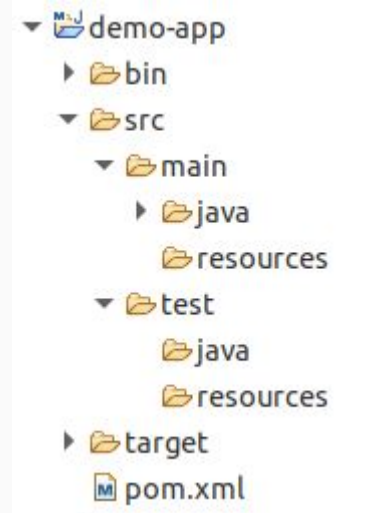 demo-app
bin
src
main
java
resources
test
java
resources
target
pom.xml